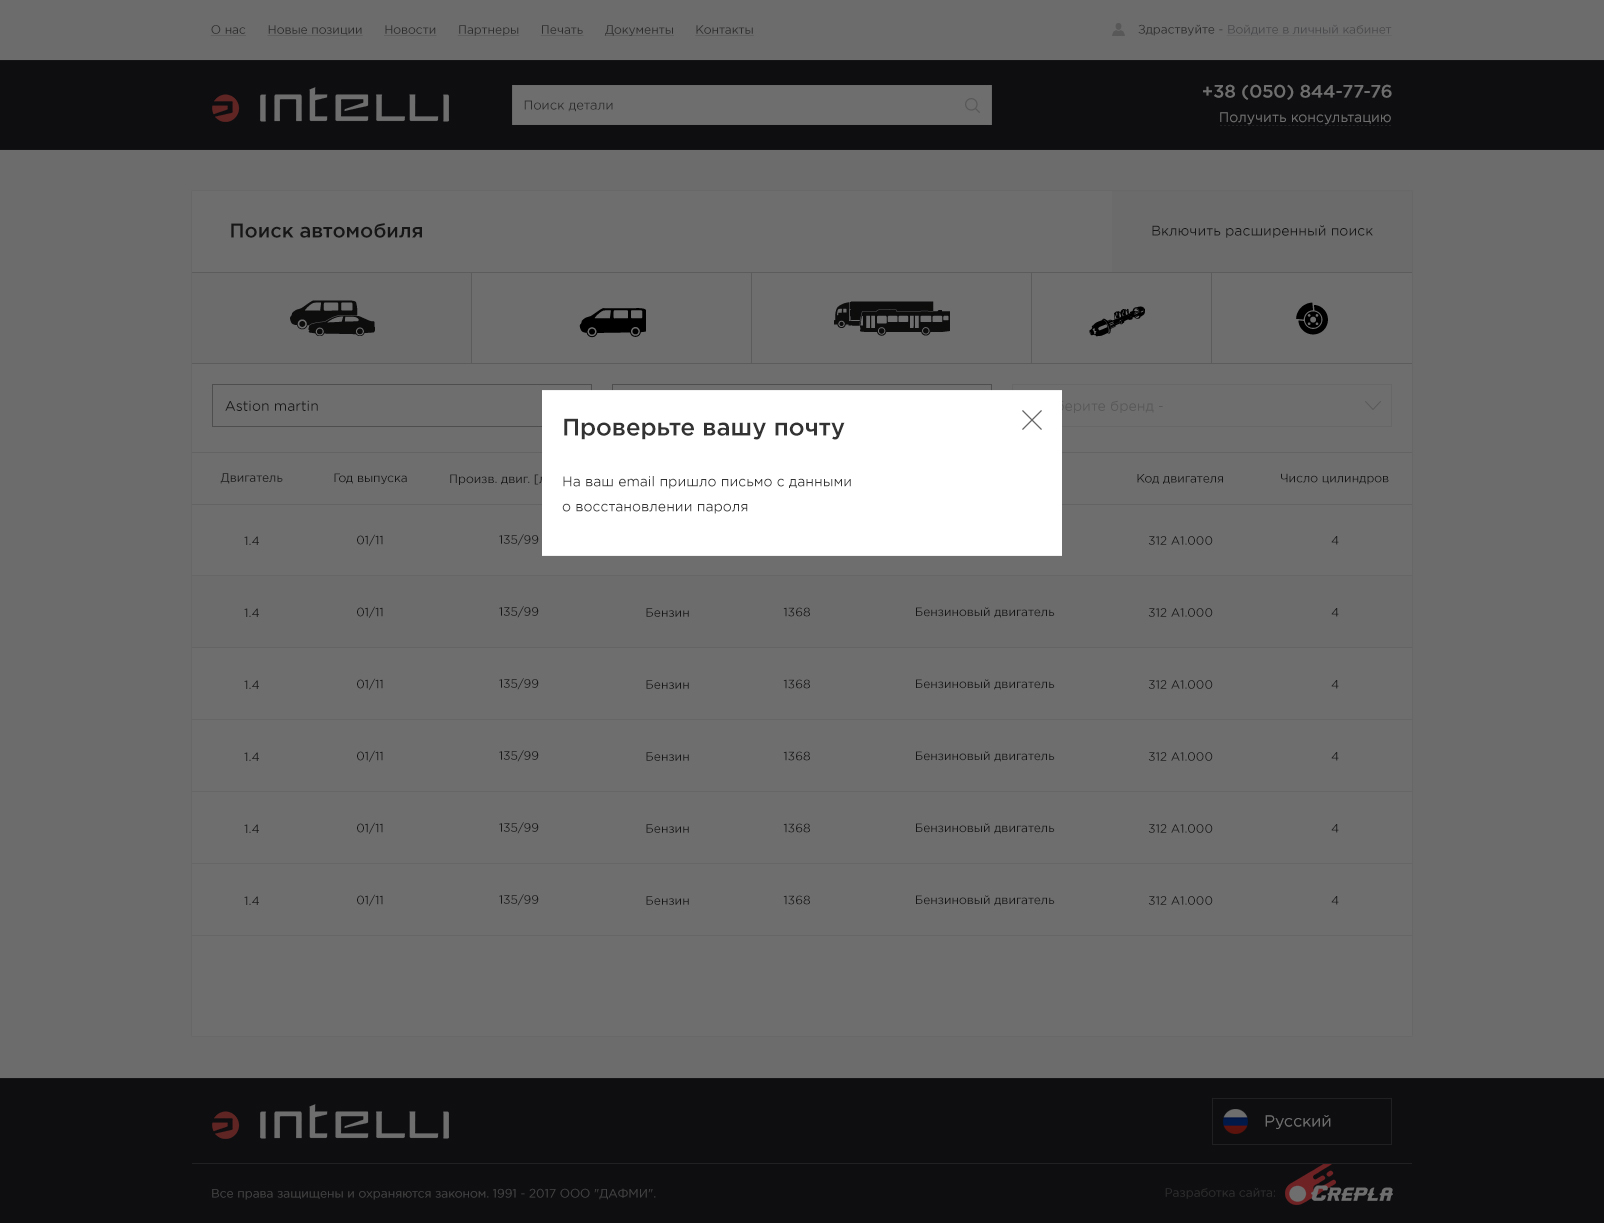 О нас Новые позиции Новости Партнеры Печать Документы Контакты Здраствуйте - Войдите в личный кабинет
INTELLI Поиск детали +38 (050) 844-77-76
Получить консультацию
Поиск автомобиля Включить расширенный поиск
Astion martin бренд -
Проверьте вашу почту
На ваш email пришло письмо с данными
о восстановлении пароля
Двигатель Год выпуска Произв. двиг. Код двигателя Число цилиндров
1.4 01/11 135/99 312 A1.000 4
1.4 01/11 135/99 Бензин 1368 Бензиновый двигатель 312 A1.000 4
1.4 01/11 135/99 Бензин 1368 Бензиновый двигатель 312 A1.000 4
1.4 01/11 135/99 Бензин 1368 Бензиновый двигатель 312 A1.000 4
1.4 01/11 135/99 Бензин 1368 Бензиновый двигатель 312 A1.000 4
1.4 01/11 135/99 Бензин 1368 Бензиновый двигатель 312 A1.000 4
INTELLI Русский
Все права защищены и охраняются законом. 1991 - 2017 ООО "ДАФМИ". Разработка сайта: CREPLA